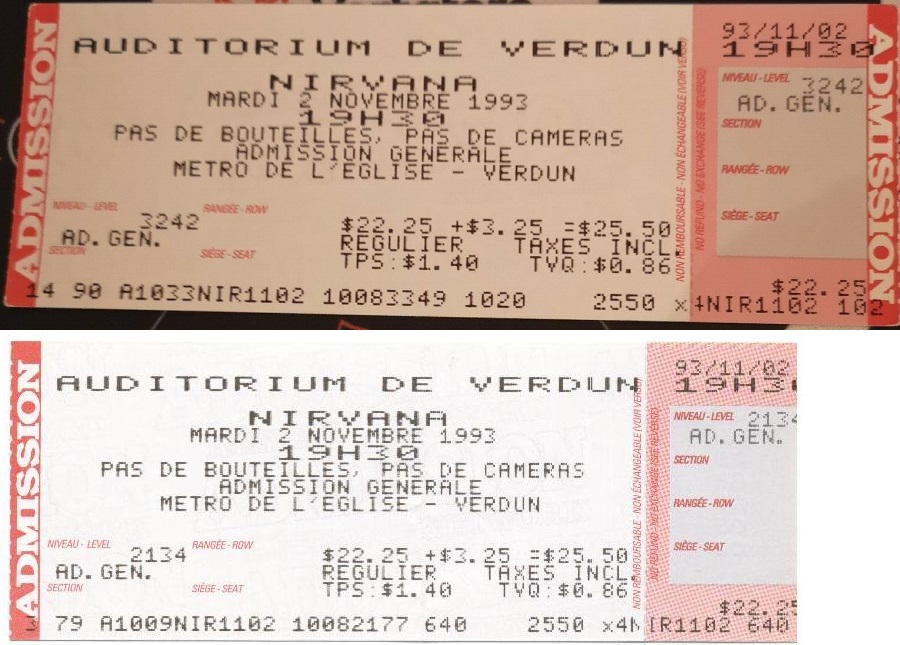 ADMISSION
AUDITORIUM DE VERDUN
NIRVANA
MARDI 2 NOVEMBRE 1993
19H30
PAS DE BOUTEILLES, PAS DE CAMERAS
ADMISSION GENERALE
METRO DE L'EGLISE - VERDUN
NIVEAU - LEVEL RANGÉE - ROW
3242
AD. GEN.
SECTION SIÈGE - SEAT
$22.25 +$3.25 =$25.50
REGULIER TAXES INCL.
TPS:$1.40 TVQ:$0.86
14 90 A1033NIR1102 10083349 1020 2550 x4NIR1102 102
NON REMBOURSABLE - NON ÉCHANGEABLE (VOIR VERSO)
NO REFUND - NO EXCHANGE (SEE REVERSE)
93/11/02
19H30
NIVEAU - LEVEL 3242
AD. GEN.
SECTION
RANGÉE - ROW
SIÈGE - SEAT
$22.25
ADMISSION
ADMISSION
AUDITORIUM DE VERDUN
NIRVANA
MARDI 2 NOVEMBRE 1993
19H30
PAS DE BOUTEILLES, PAS DE CAMERAS
ADMISSION GENERALE
METRO DE L'EGLISE - VERDUN
NIVEAU - LEVEL RANGÉE - ROW
2134
AD. GEN.
SECTION SIÈGE - SEAT
$22.25 +$3.25 =$25.50
REGULIER TAXES INCL.
TPS:$1.40 TVQ:$0.86
3 79 A1009NIR1102 10082177 640 2550 x4NIR1102 640
NON REMBOURSABLE - NON ÉCHANGEABLE (VOIR VERSO)
NO REFUND - NO EXCHANGE (SEE REVERSE)
93/11/02
19H30
NIVEAU - LEVEL 2134
AD. GEN.
SECTION
RANGÉE - ROW
SIÈGE - SEAT
$22.25